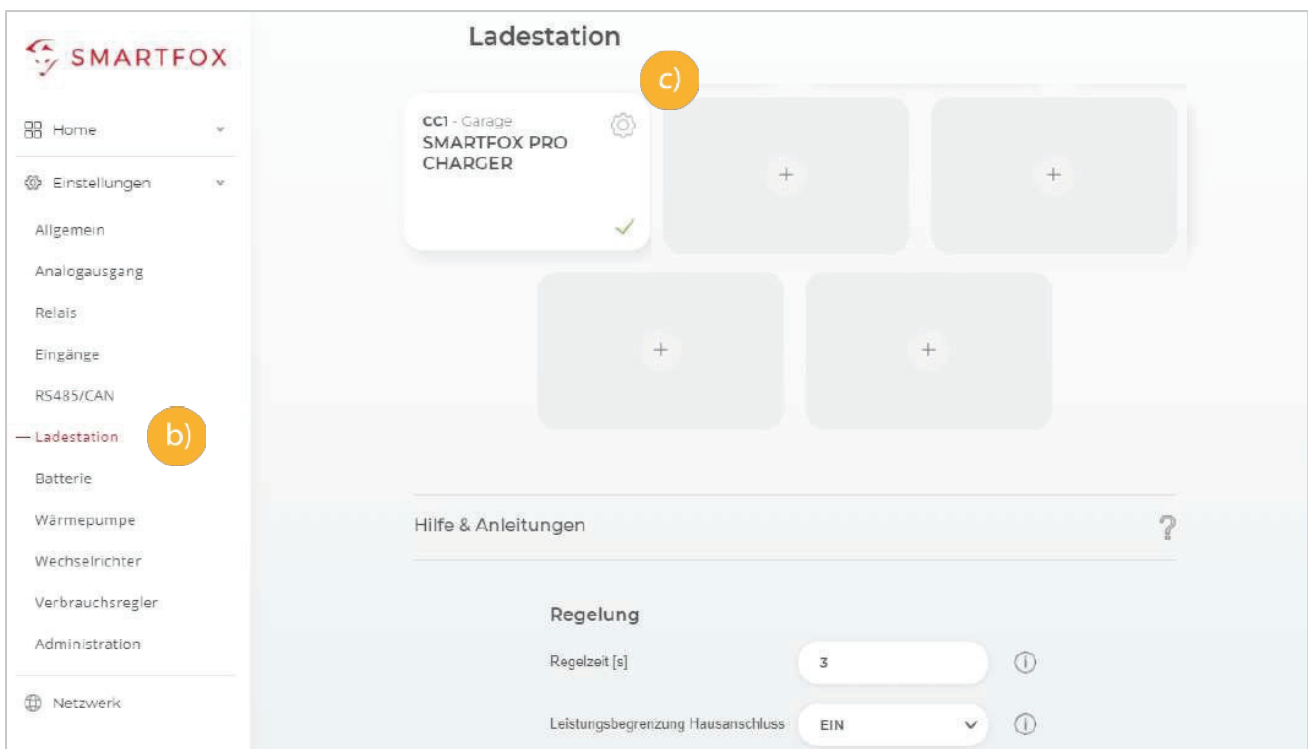 SMARTFOX
Home
Einstellungen
Allgemein
Analogausgang
Relais
Eingänge
RS485/CAN
Ladestation
b)
Batterie
Wärmepumpe
Wechselrichter
Verbrauchsregler
Administration
Netzwerk
Ladestation
c)
CC1 - Garage
SMARTFOX PRO
CHARGER
+
+
+
+
Hilfe & Anleitungen
?
Regelung
Regelzeit [s]
3
Leistungsbegrenzung Hausanschluss
EIN